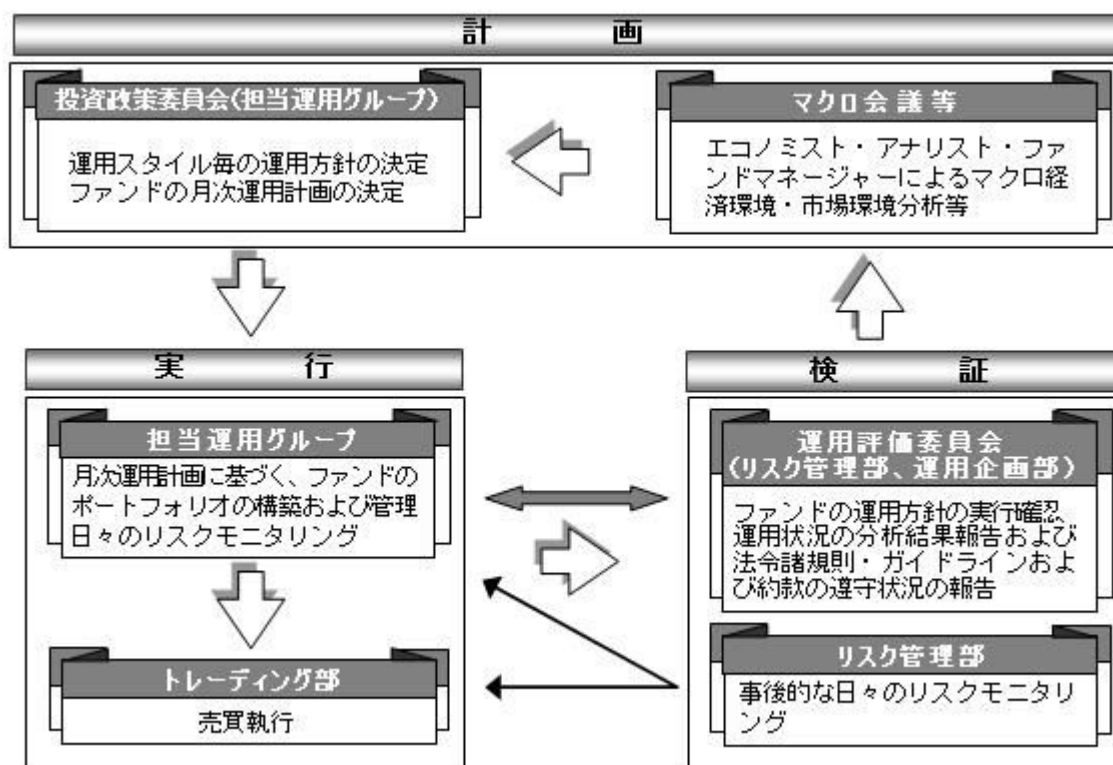 計画
投資政策委員会(担当運用グループ)
運用スタイル毎の運用方針の決定
ファンドの月次運用計画の決定
マクロ会議等
エコノミスト・アナリスト・ファ
ンドマネージャーによるマクロ経
済環境・市場環境分析等
実行
担当運用グループ
月次運用計画に基づく、ファンドの
ポートフォリオの構築および管理
日々のリスクモニタリング
トレーディング部
売買執行
検証
運用評価委員会
(リスク管理部、運用企画部)
ファンドの運用方針の実行確認、
運用状況の分析結果報告および
法令諸規則・ガイドラインおよ
び約款の遵守状況の報告
リスク管理部
事後的な日々のリスクモニタリ
ング